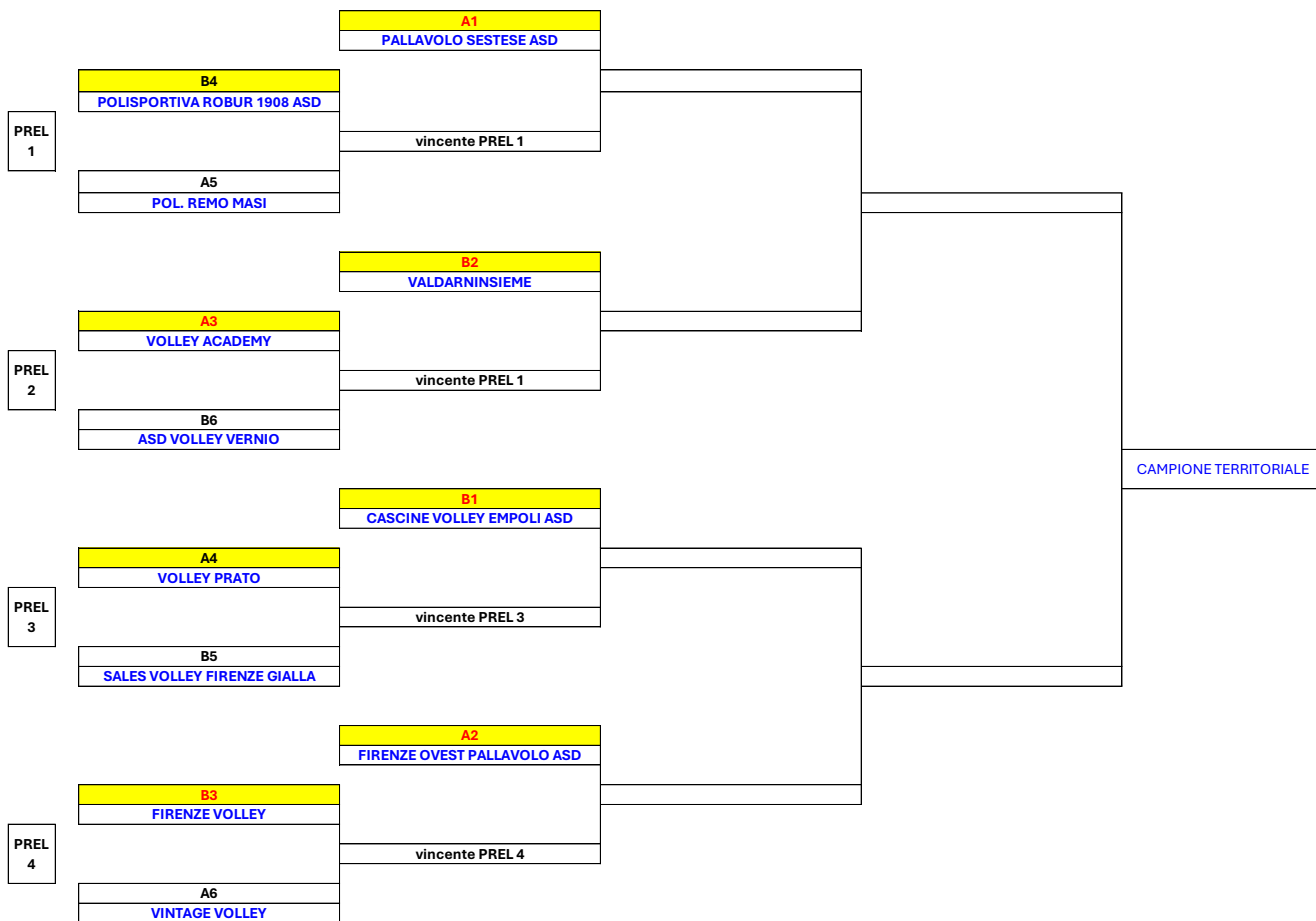 A1
PALLAVOLO SESTESE ASD
B4
POLISPORTIVA ROBUR 1908 ASD
PREL
1
vincente PREL 1
A5
POL. REMO MASI
B2
VALDARNINSIEME
A3
VOLLEY ACADEMY
PREL
2
vincente PREL 1
B6
ASD VOLLEY VERNIO
CAMPIONE TERRITORIALE
B1
CASCINE VOLLEY EMPOLI ASD
A4
VOLLEY PRATO
PREL
3
vincente PREL 3
B5
SALES VOLLEY FIRENZE GIALLA
A2
FIRENZE OVEST PALLAVOLO ASD
B3
FIRENZE VOLLEY
PREL
4
vincente PREL 4
A6
VINTAGE VOLLEY